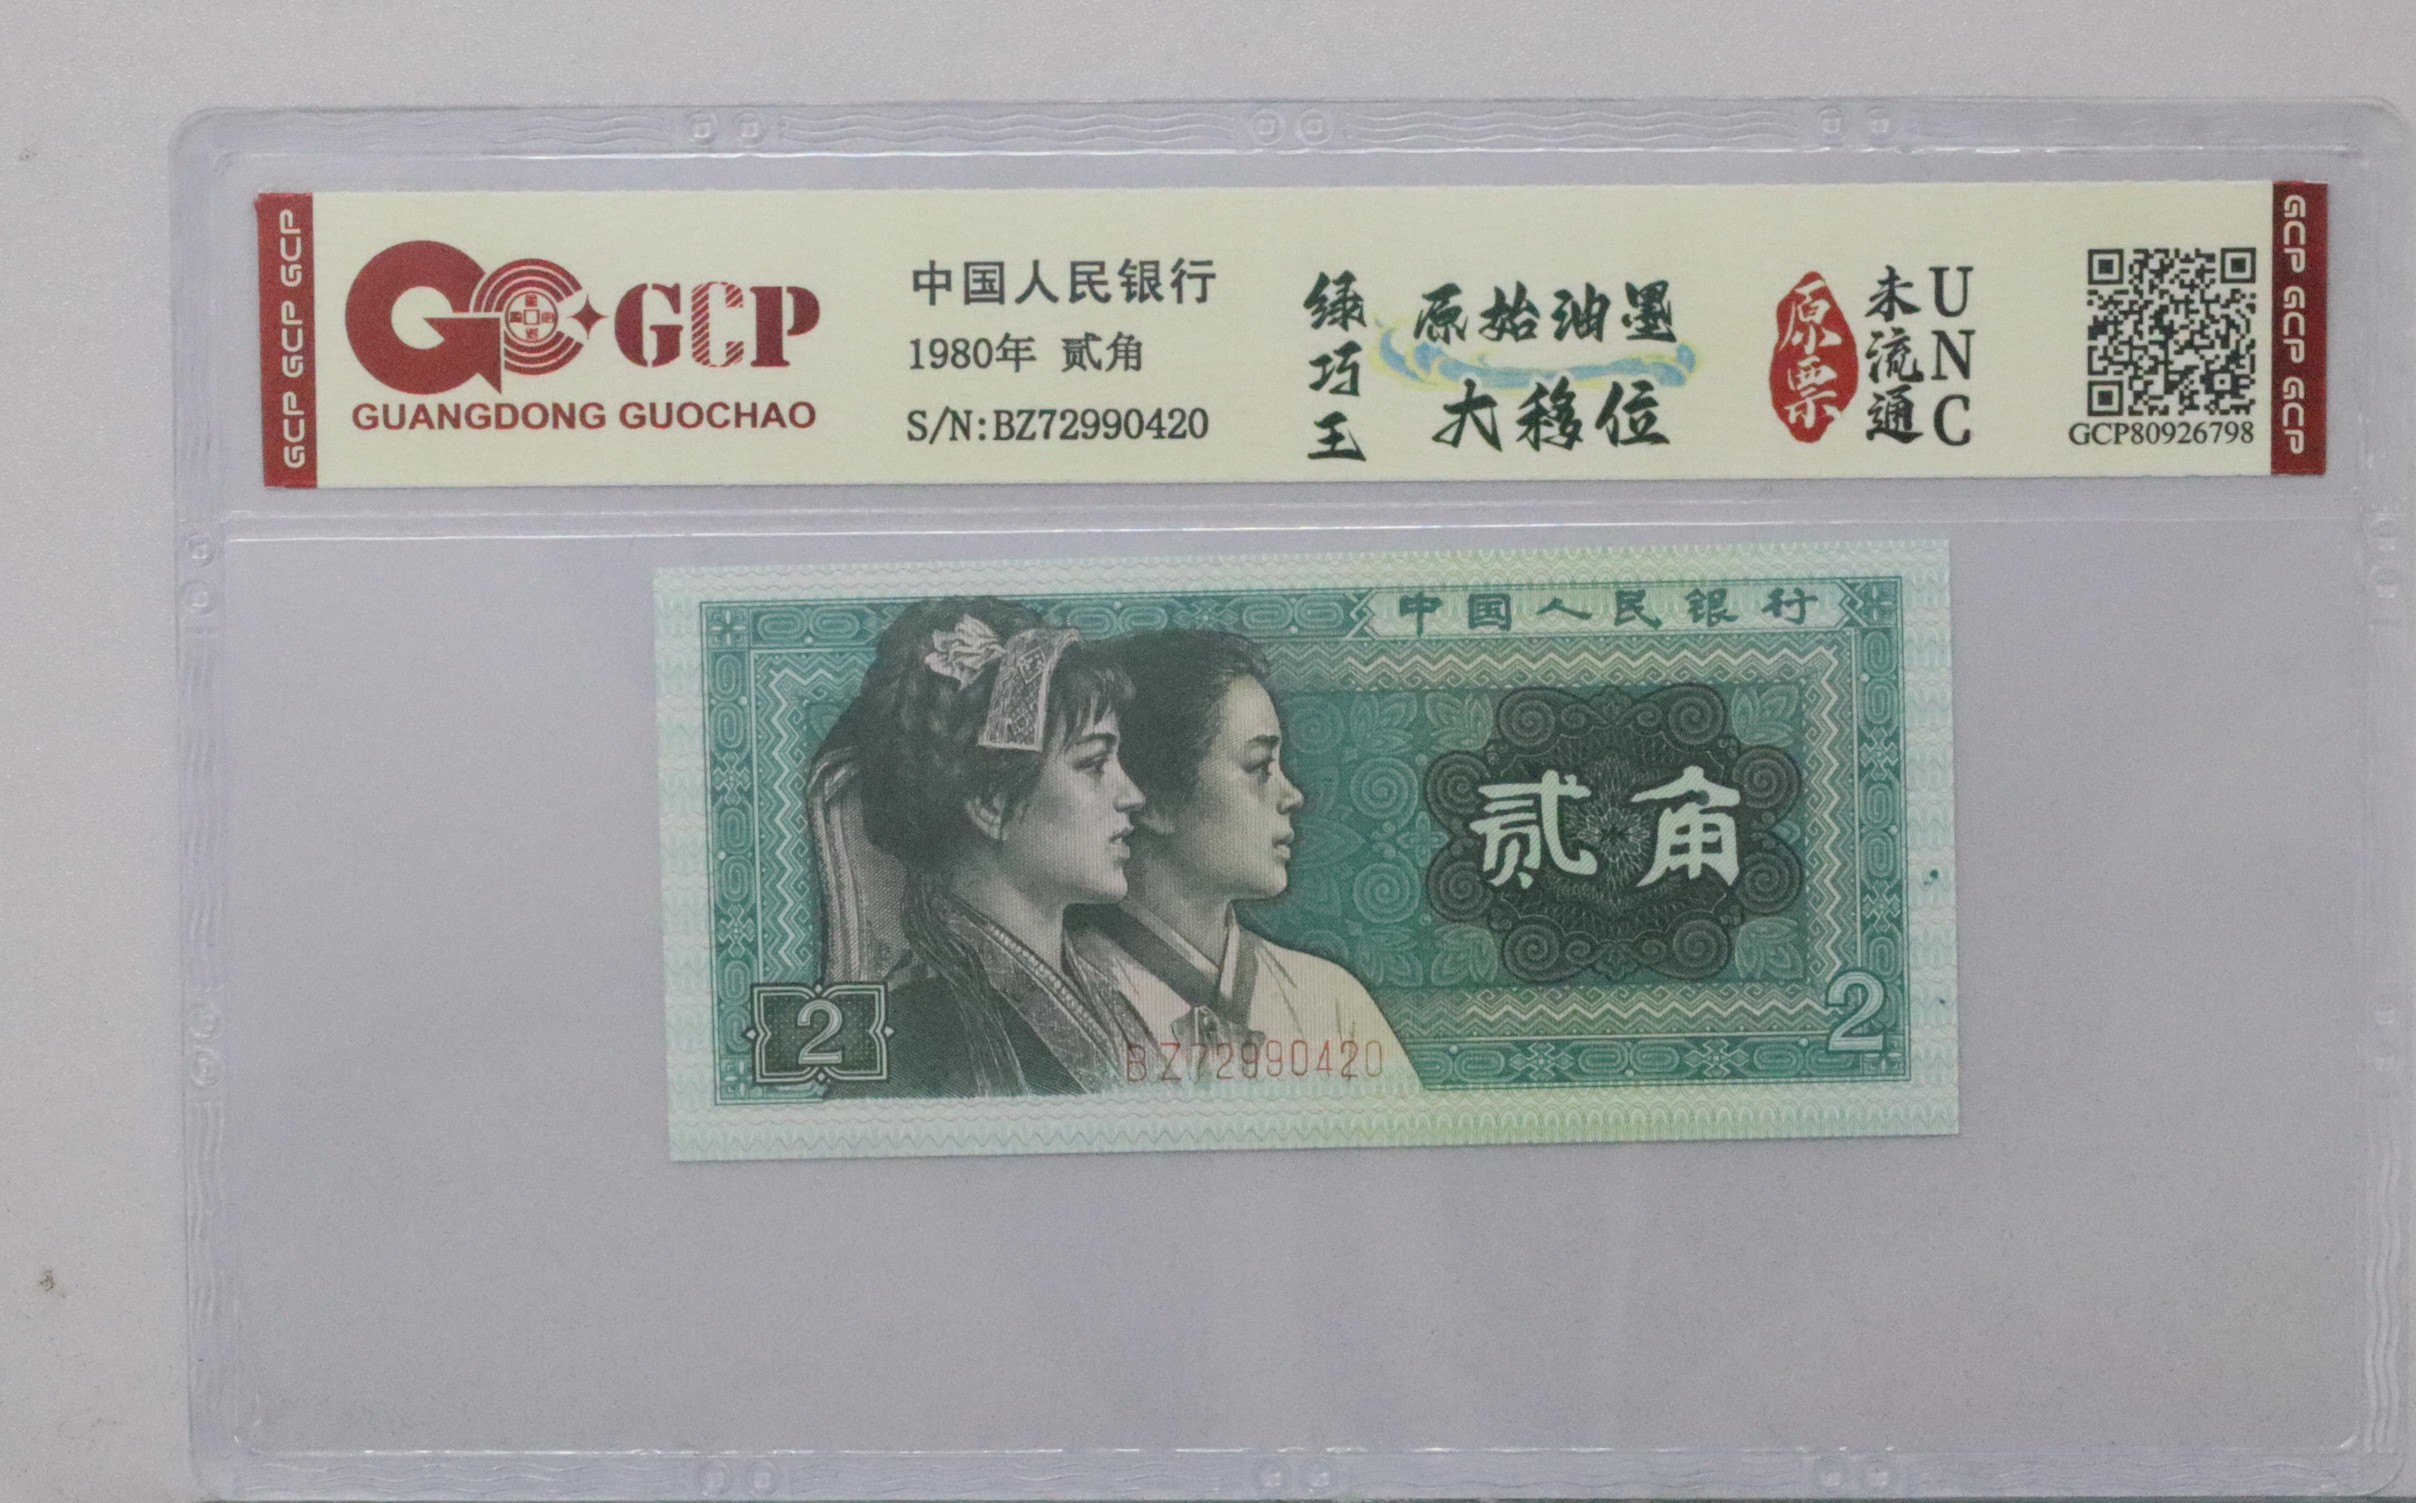 GCP GCP GCP
GCP
GUANGDONG GUOCHAO
中国人民银行
1980年 贰角
S/N:BZ72990420
绿巧王
原始油墨
大移位
原票
未流通
UNC
GCP80926798
GCP GCP GCP
中国人民银行
贰角
2
2
BZ72990420